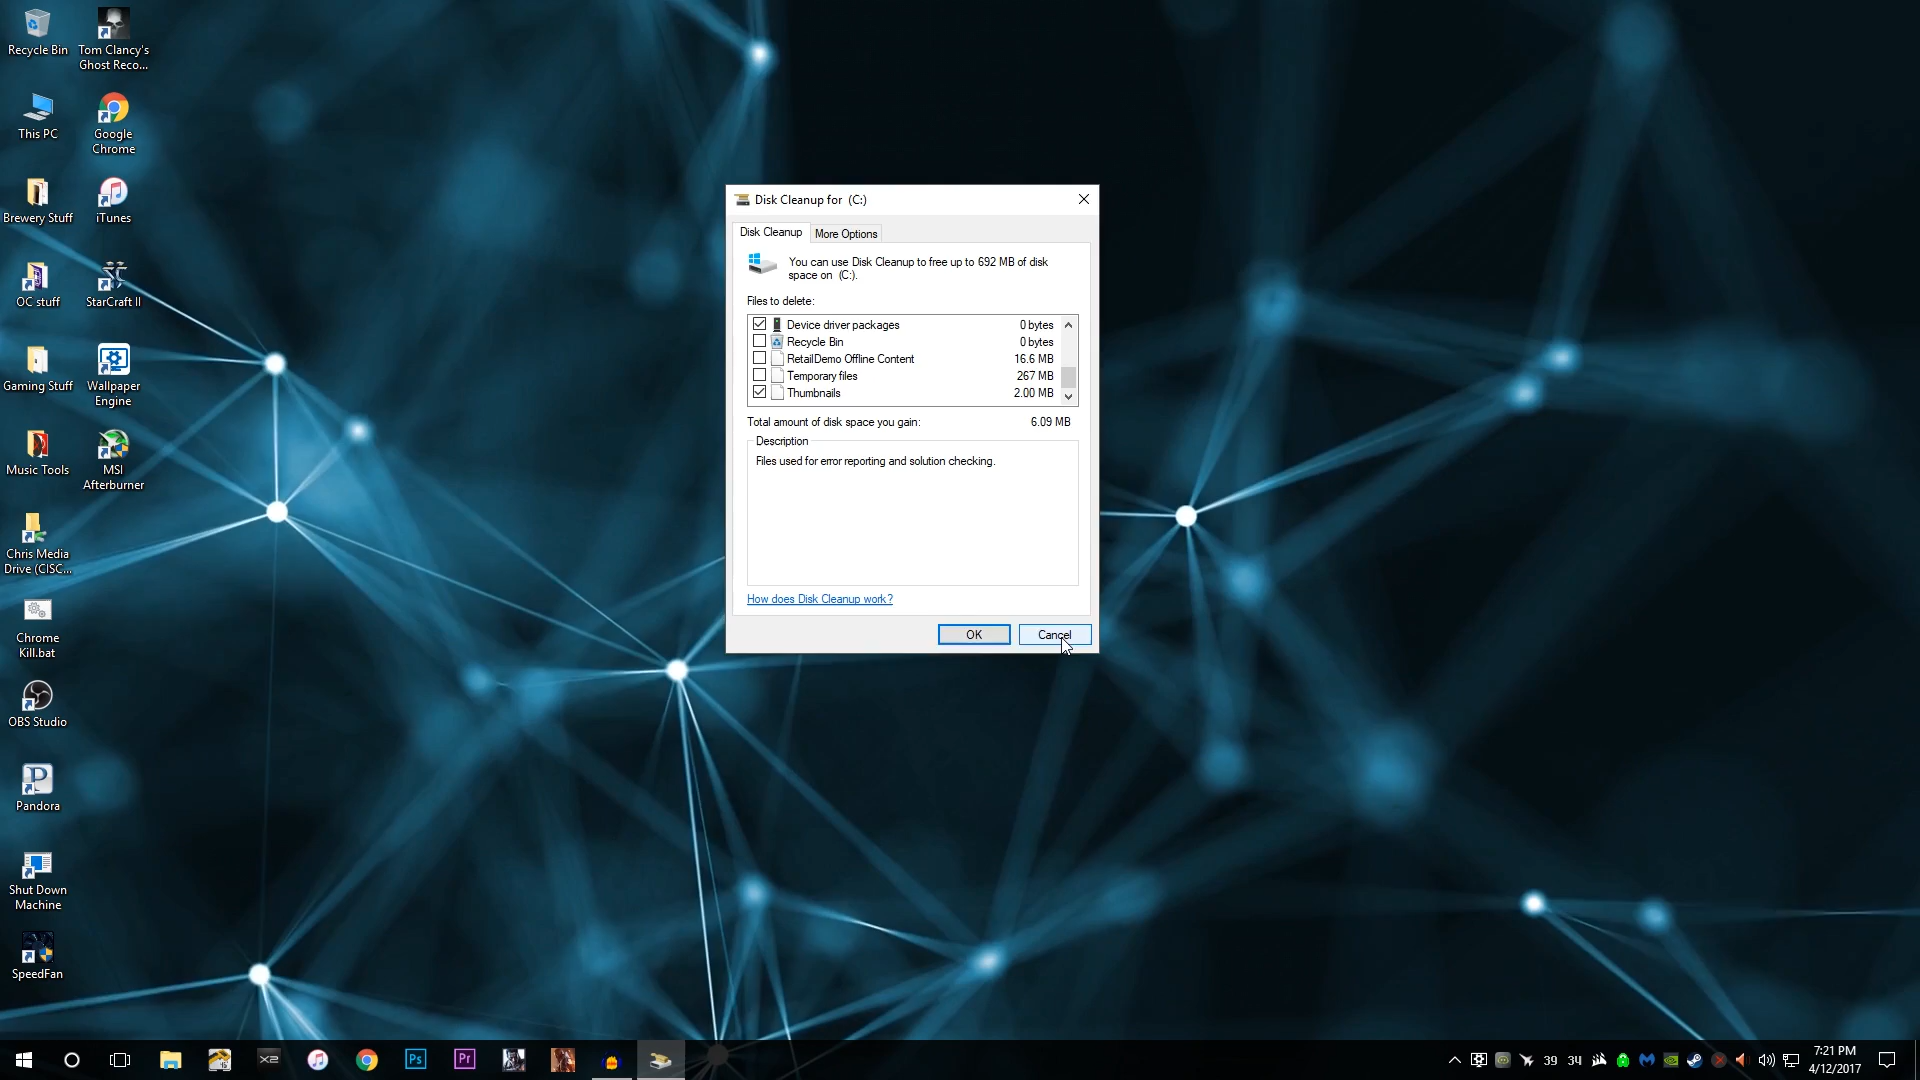 Recycle Bin
Tom Clancy's
Ghost Reco...
This PC
Google
Chrome
Brewery Stuff
iTunes
OC stuff
StarCraft II
Gaming Stuff
Wallpaper
Engine
Music Tools
MSI
Afterburner
Chris Media
Drive (CISC...
Chrome
Kill.bat
OBS Studio
P
Pandora
Shut Down
Machine
SpeedFan
Disk Cleanup for (C:)
Disk Cleanup
More Options
You can use Disk Cleanup to free up to 692 MB of disk
space on (C:).
Files to delete:
Device driver packages 0 bytes
Recycle Bin 0 bytes
RetailDemo Offline Content 16.6 MB
Temporary files 267 MB
Thumbnails 2.00 MB
Total amount of disk space you gain: 6.09 MB
Description
Files used for error reporting and solution checking.
How does Disk Cleanup work?
OK
Cancel
X2
Ps
Pr
39
34
7:21 PM
4/12/2017